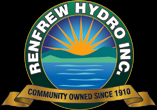 RENFREW HYDRO INC.
COMMUNITY OWNED SINCE 1910